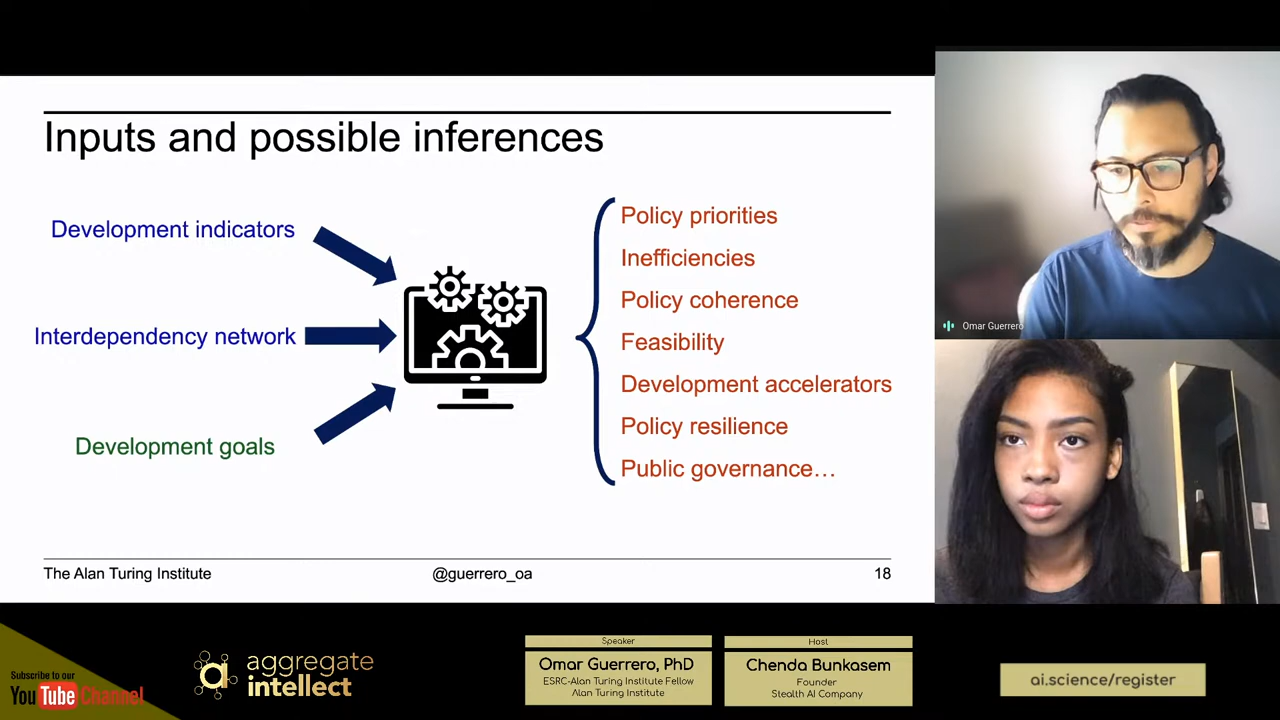 Inputs and possible inferences
Development indicators
Interdependency network
Development goals
Policy priorities
Inefficiencies
Policy coherence
Feasibility
Development accelerators
Policy resilience
Public governance…
The Alan Turing Institute
@guerrero_oa
18
Omar Guerrero
Subscribe to our
YouTube Channel
a
aggregate
intellect
Speaker
Omar Guerrero, PhD
ESRC-Alan Turing Institute Fellow
Alan Turing Institute
Host
Chenda Bunkasem
Founder
Stealth AI Company
ai.science/register